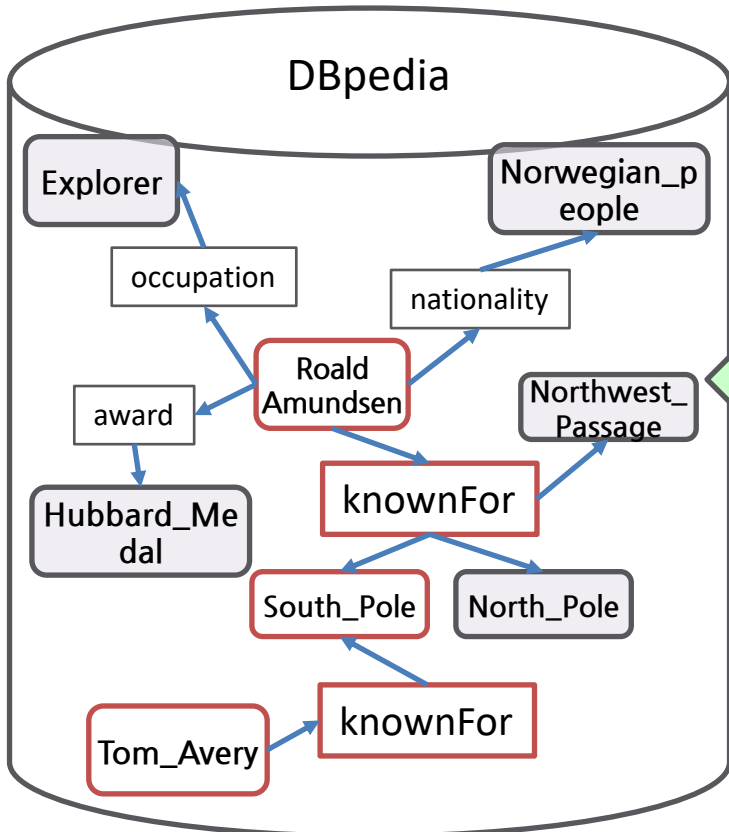 DBpedia
Explorer
Norwegian_p
eople
occupation
nationality
Roald
Amundsen
Northwest_
Passage
award
knownFor
Hubbard_Me
dal
South_Pole
North_Pole
knownFor
Tom_Avery